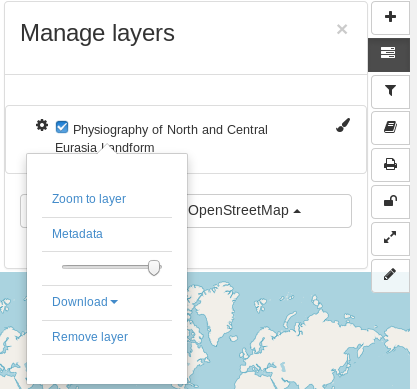 Manage layers
×
Physiography of North and Central
Eurasia Landform
OpenStreetMap
Zoom to layer
Metadata
Download
Remove layer